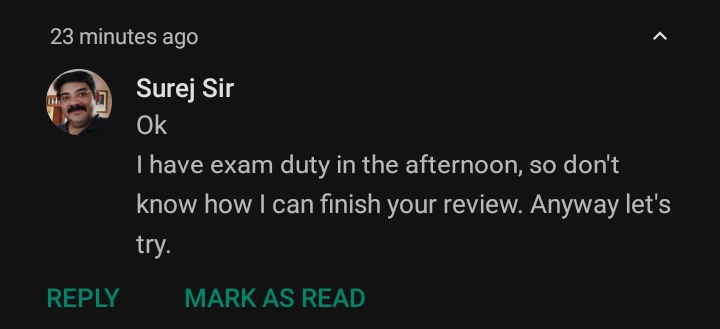 23 minutes ago
Surej Sir
Ok
I have exam duty in the afternoon, so don't
know how I can finish your review. Anyway let's
try.
REPLY MARK AS READ